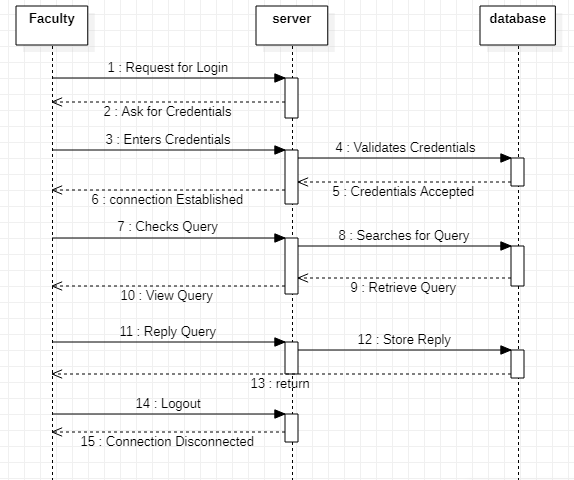 Faculty
server
database
1 : Request for Login
2 : Ask for Credentials
3 : Enters Credentials
4 : Validates Credentials
5 : Credentials Accepted
6 : connection Established
7 : Checks Query
8 : Searches for Query
9 : Retrieve Query
10 : View Query
11 : Reply Query
12 : Store Reply
13 : return
14 : Logout
15 : Connection Disconnected